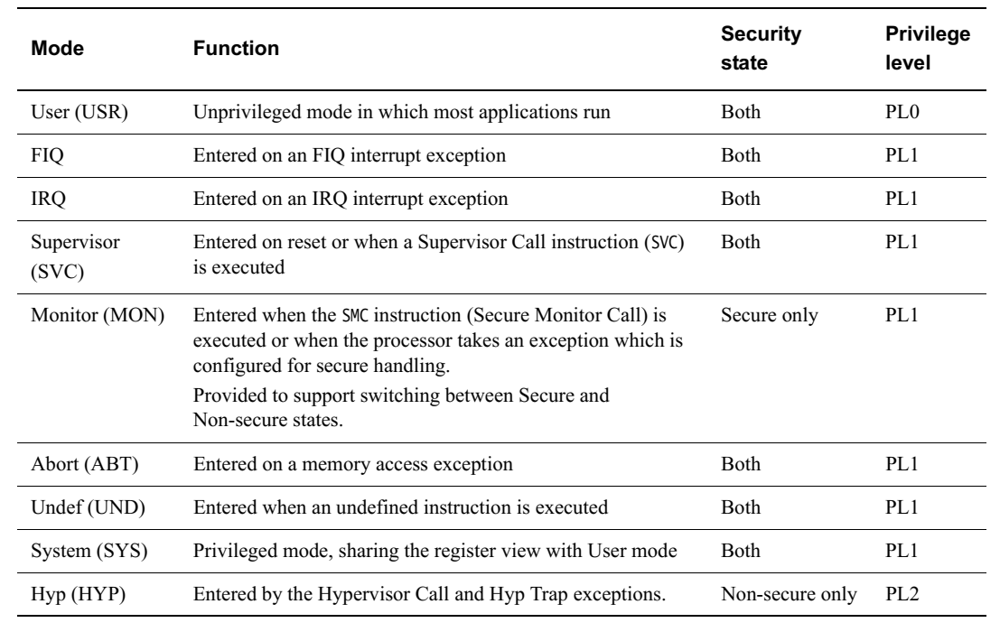 Mode Function Security state Privilege level
User (USR) Unprivileged mode in which most applications run Both PL0
FIQ Entered on an FIQ interrupt exception Both PL1
IRQ Entered on an IRQ interrupt exception Both PL1
Supervisor (SVC) Entered on reset or when a Supervisor Call instruction (SVC) is executed Both PL1
Monitor (MON) Entered when the SMC instruction (Secure Monitor Call) is Secure only PL1
executed or when the processor takes an exception which is
configured for secure handling.
Provided to support switching between Secure and
Non-secure states.
Abort (ABT) Entered on a memory access exception Both PL1
Undef (UND) Entered when an undefined instruction is executed Both PL1
System (SYS) Privileged mode, sharing the register view with User mode Both PL1
Hyp (HYP) Entered by the Hypervisor Call and Hyp Trap exceptions. Non-secure only PL2